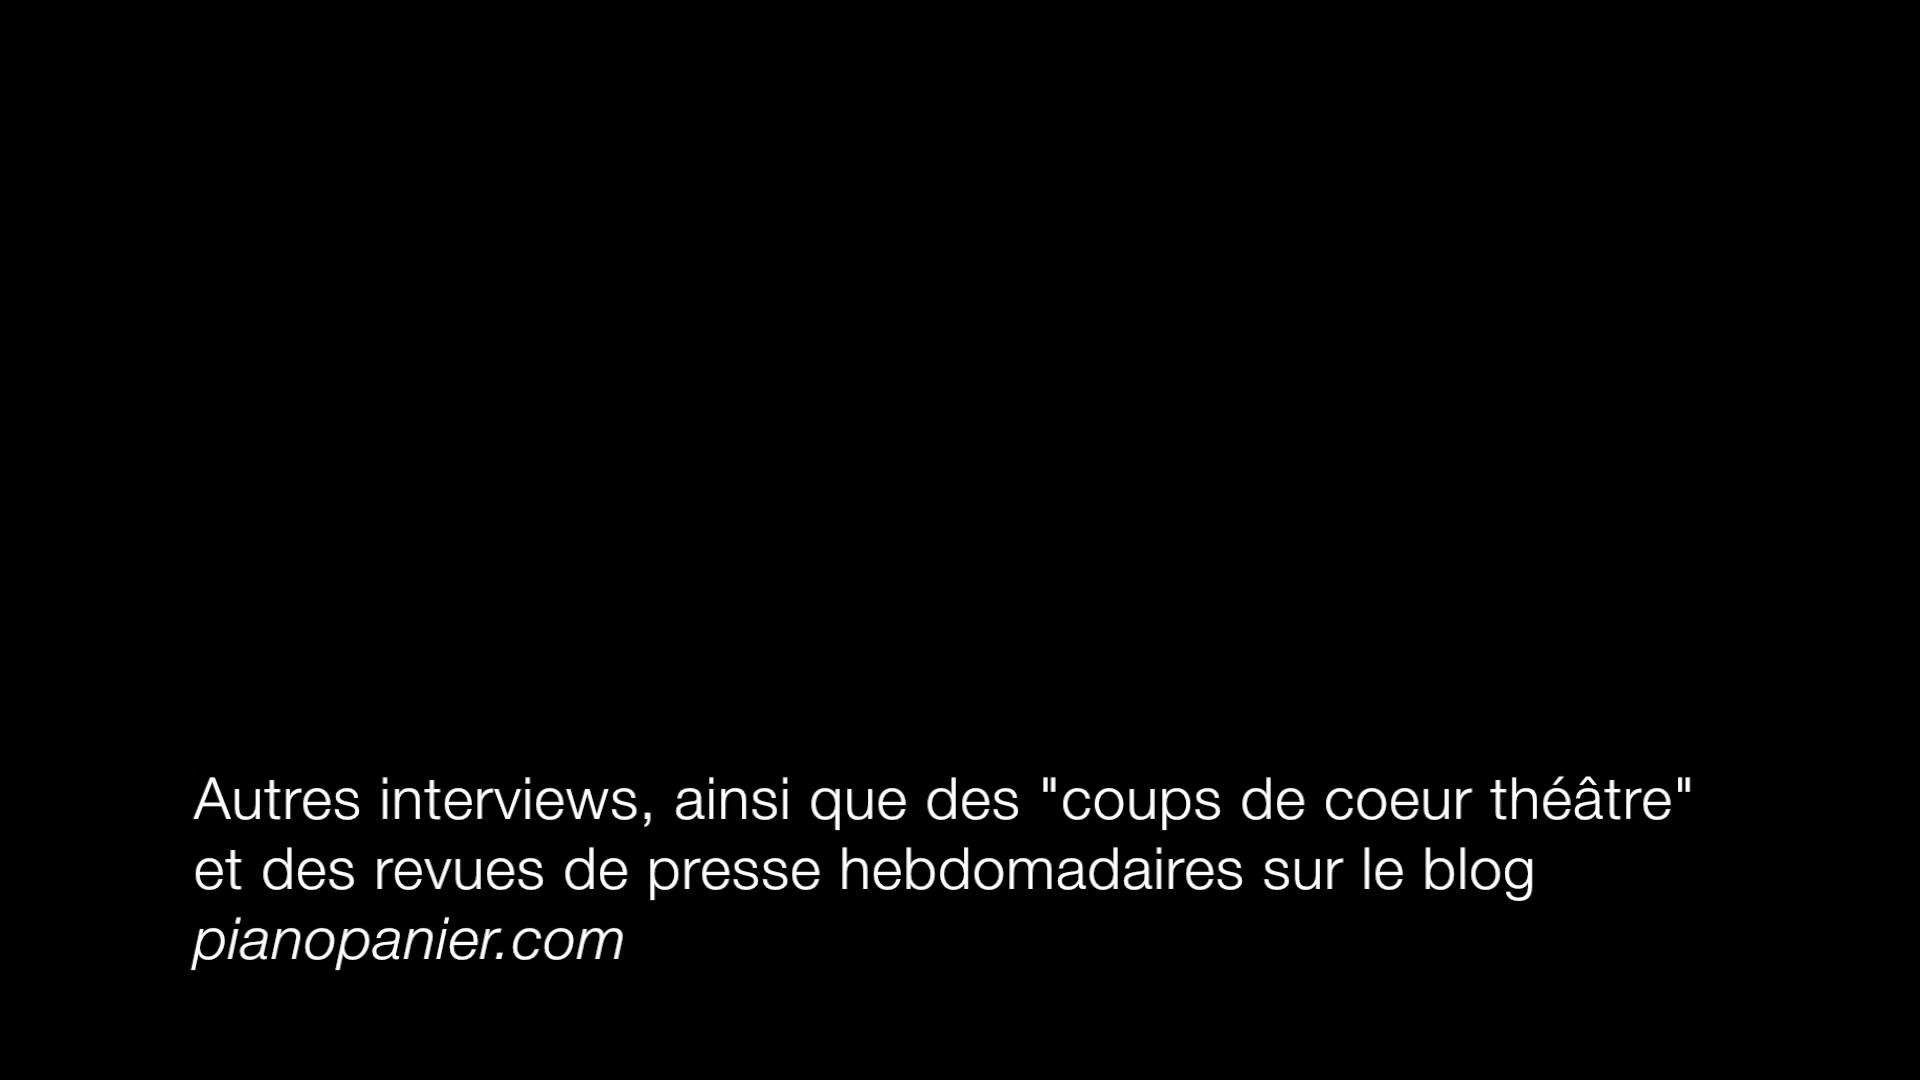 Autres interviews, ainsi que des "coups de coeur théâtre"
et des revues de presse hebdomadaires sur le blog
pianopanier.com